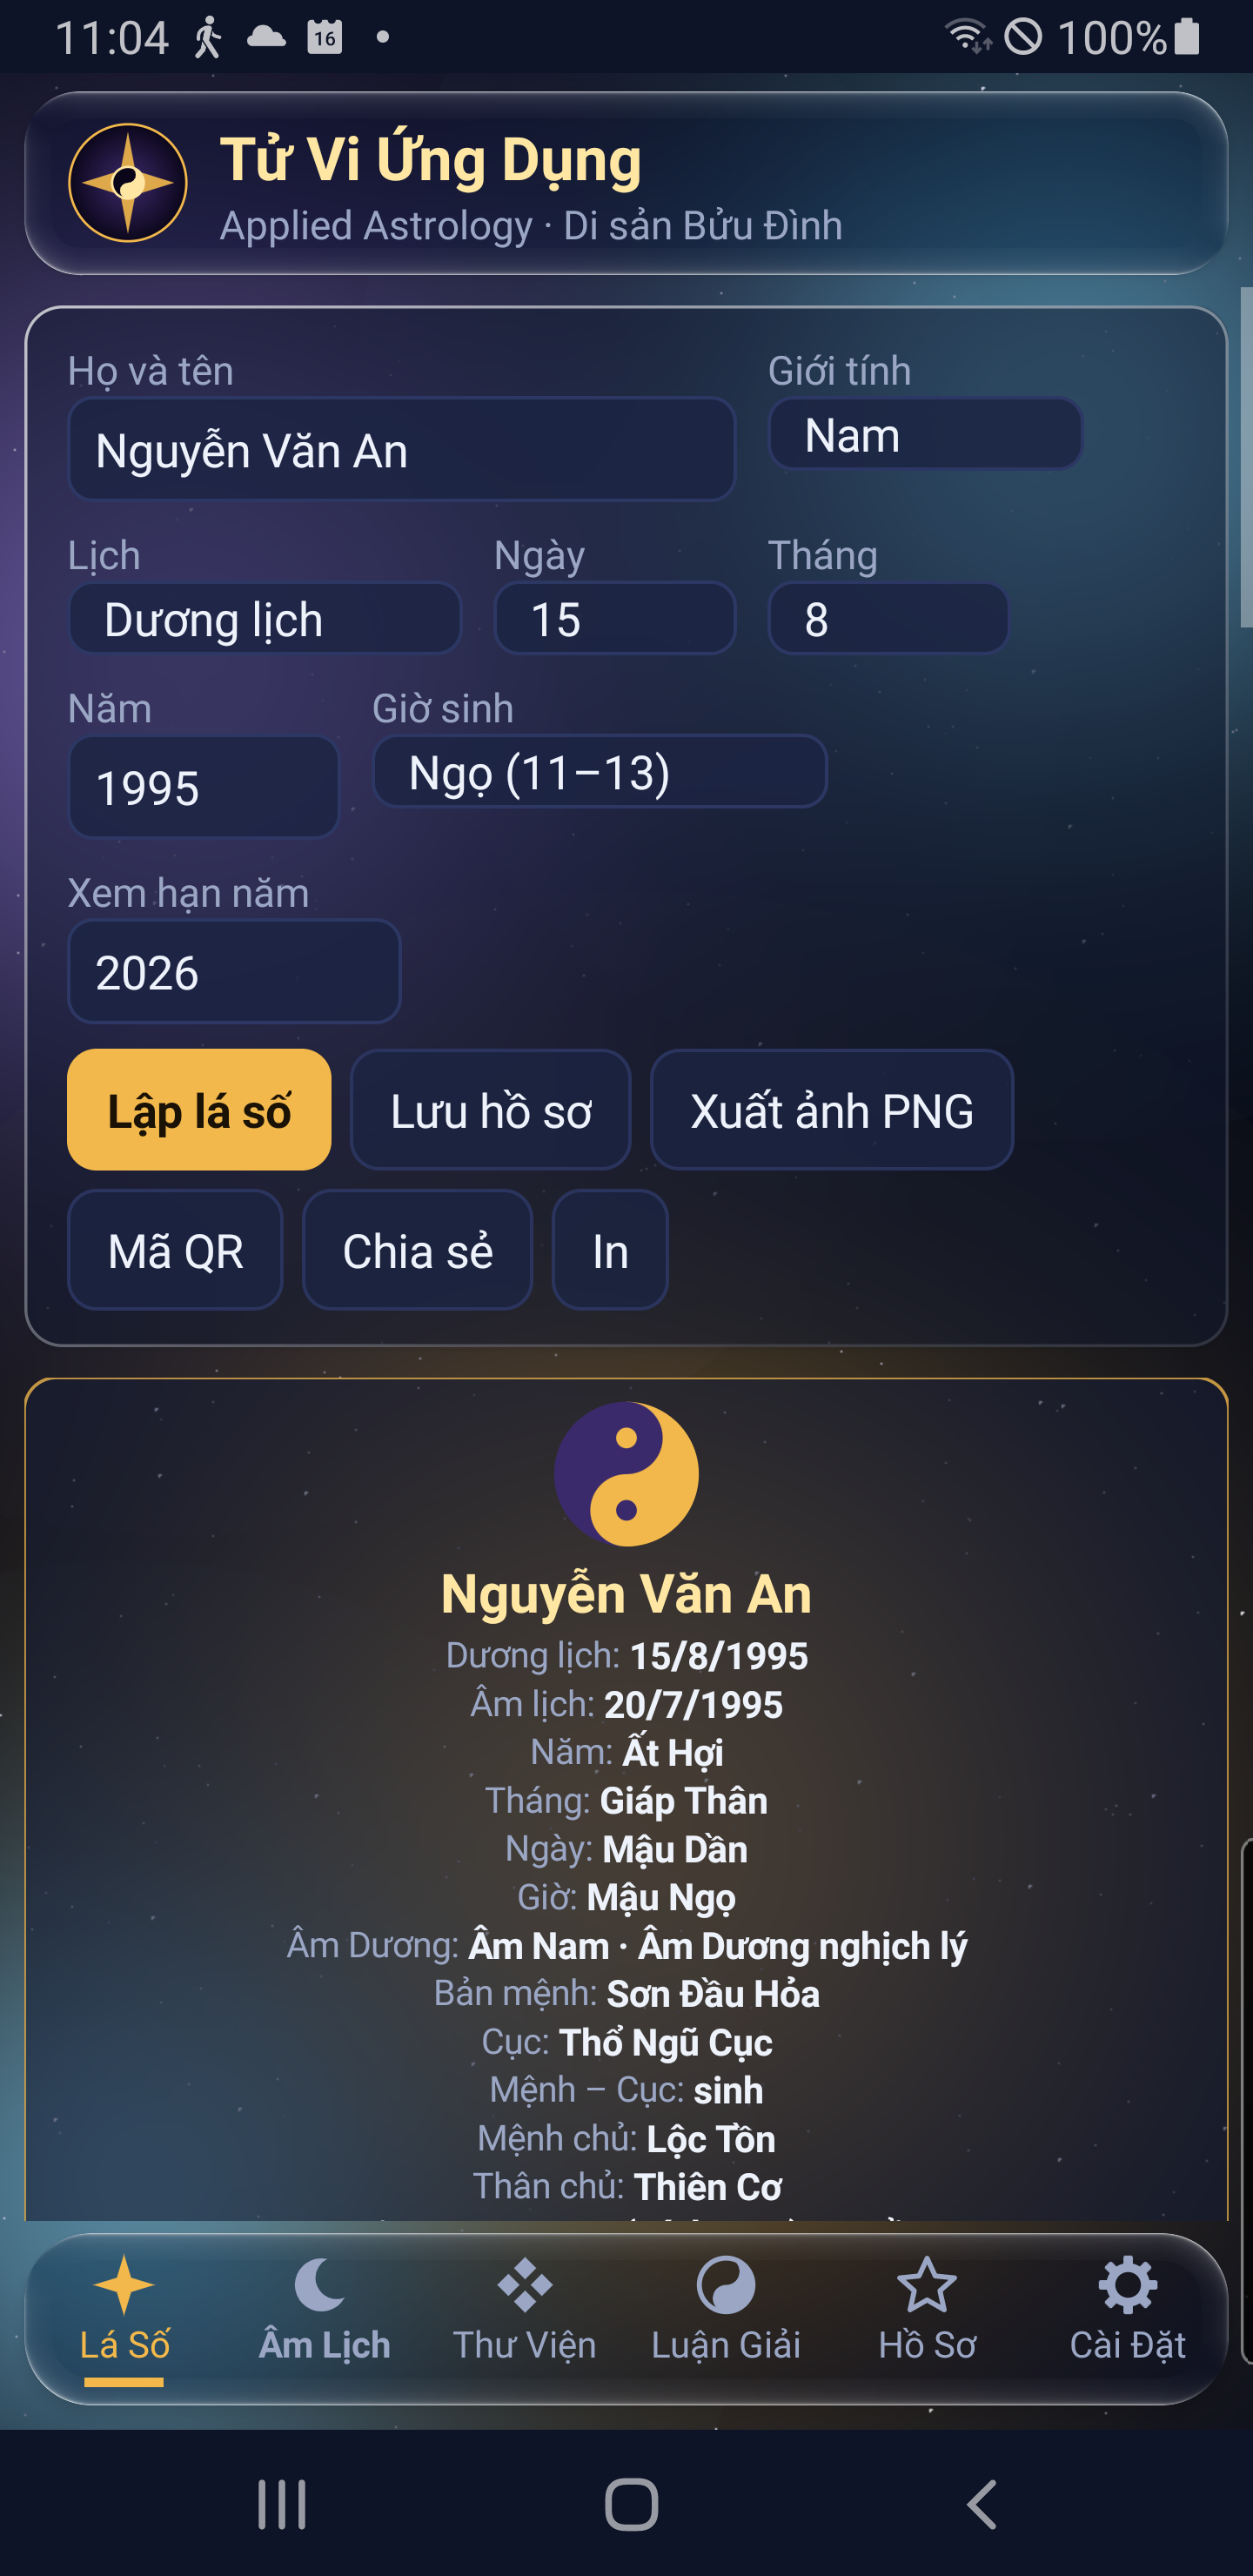 11:04
16
100%
Tử Vi Ứng Dụng
Applied Astrology · Di sản Bửu Đình
Họ và tên
Giới tính
Nguyễn Văn An
Nam
Lịch
Ngày
Tháng
Dương lịch
15
8
Năm
Giờ sinh
1995
Ngọ (11–13)
Xem hạn năm
2026
Lập lá số
Lưu hồ sơ
Xuất ảnh PNG
Mã QR
Chia sẻ
In
Nguyễn Văn An
Dương lịch: 15/8/1995
Âm lịch: 20/7/1995
Năm: Ất Hợi
Tháng: Giáp Thân
Ngày: Mậu Dần
Giờ: Mậu Ngọ
Âm Dương: Âm Nam · Âm Dương nghịch lý
Bản mệnh: Sơn Đầu Hỏa
Cục: Thổ Ngũ Cục
Mệnh – Cục: sinh
Mệnh chủ: Lộc Tồn
Thân chủ: Thiên Cơ
Lá Số
Âm Lịch
Thư Viện
Luận Giải
Hồ Sơ
Cài Đặt